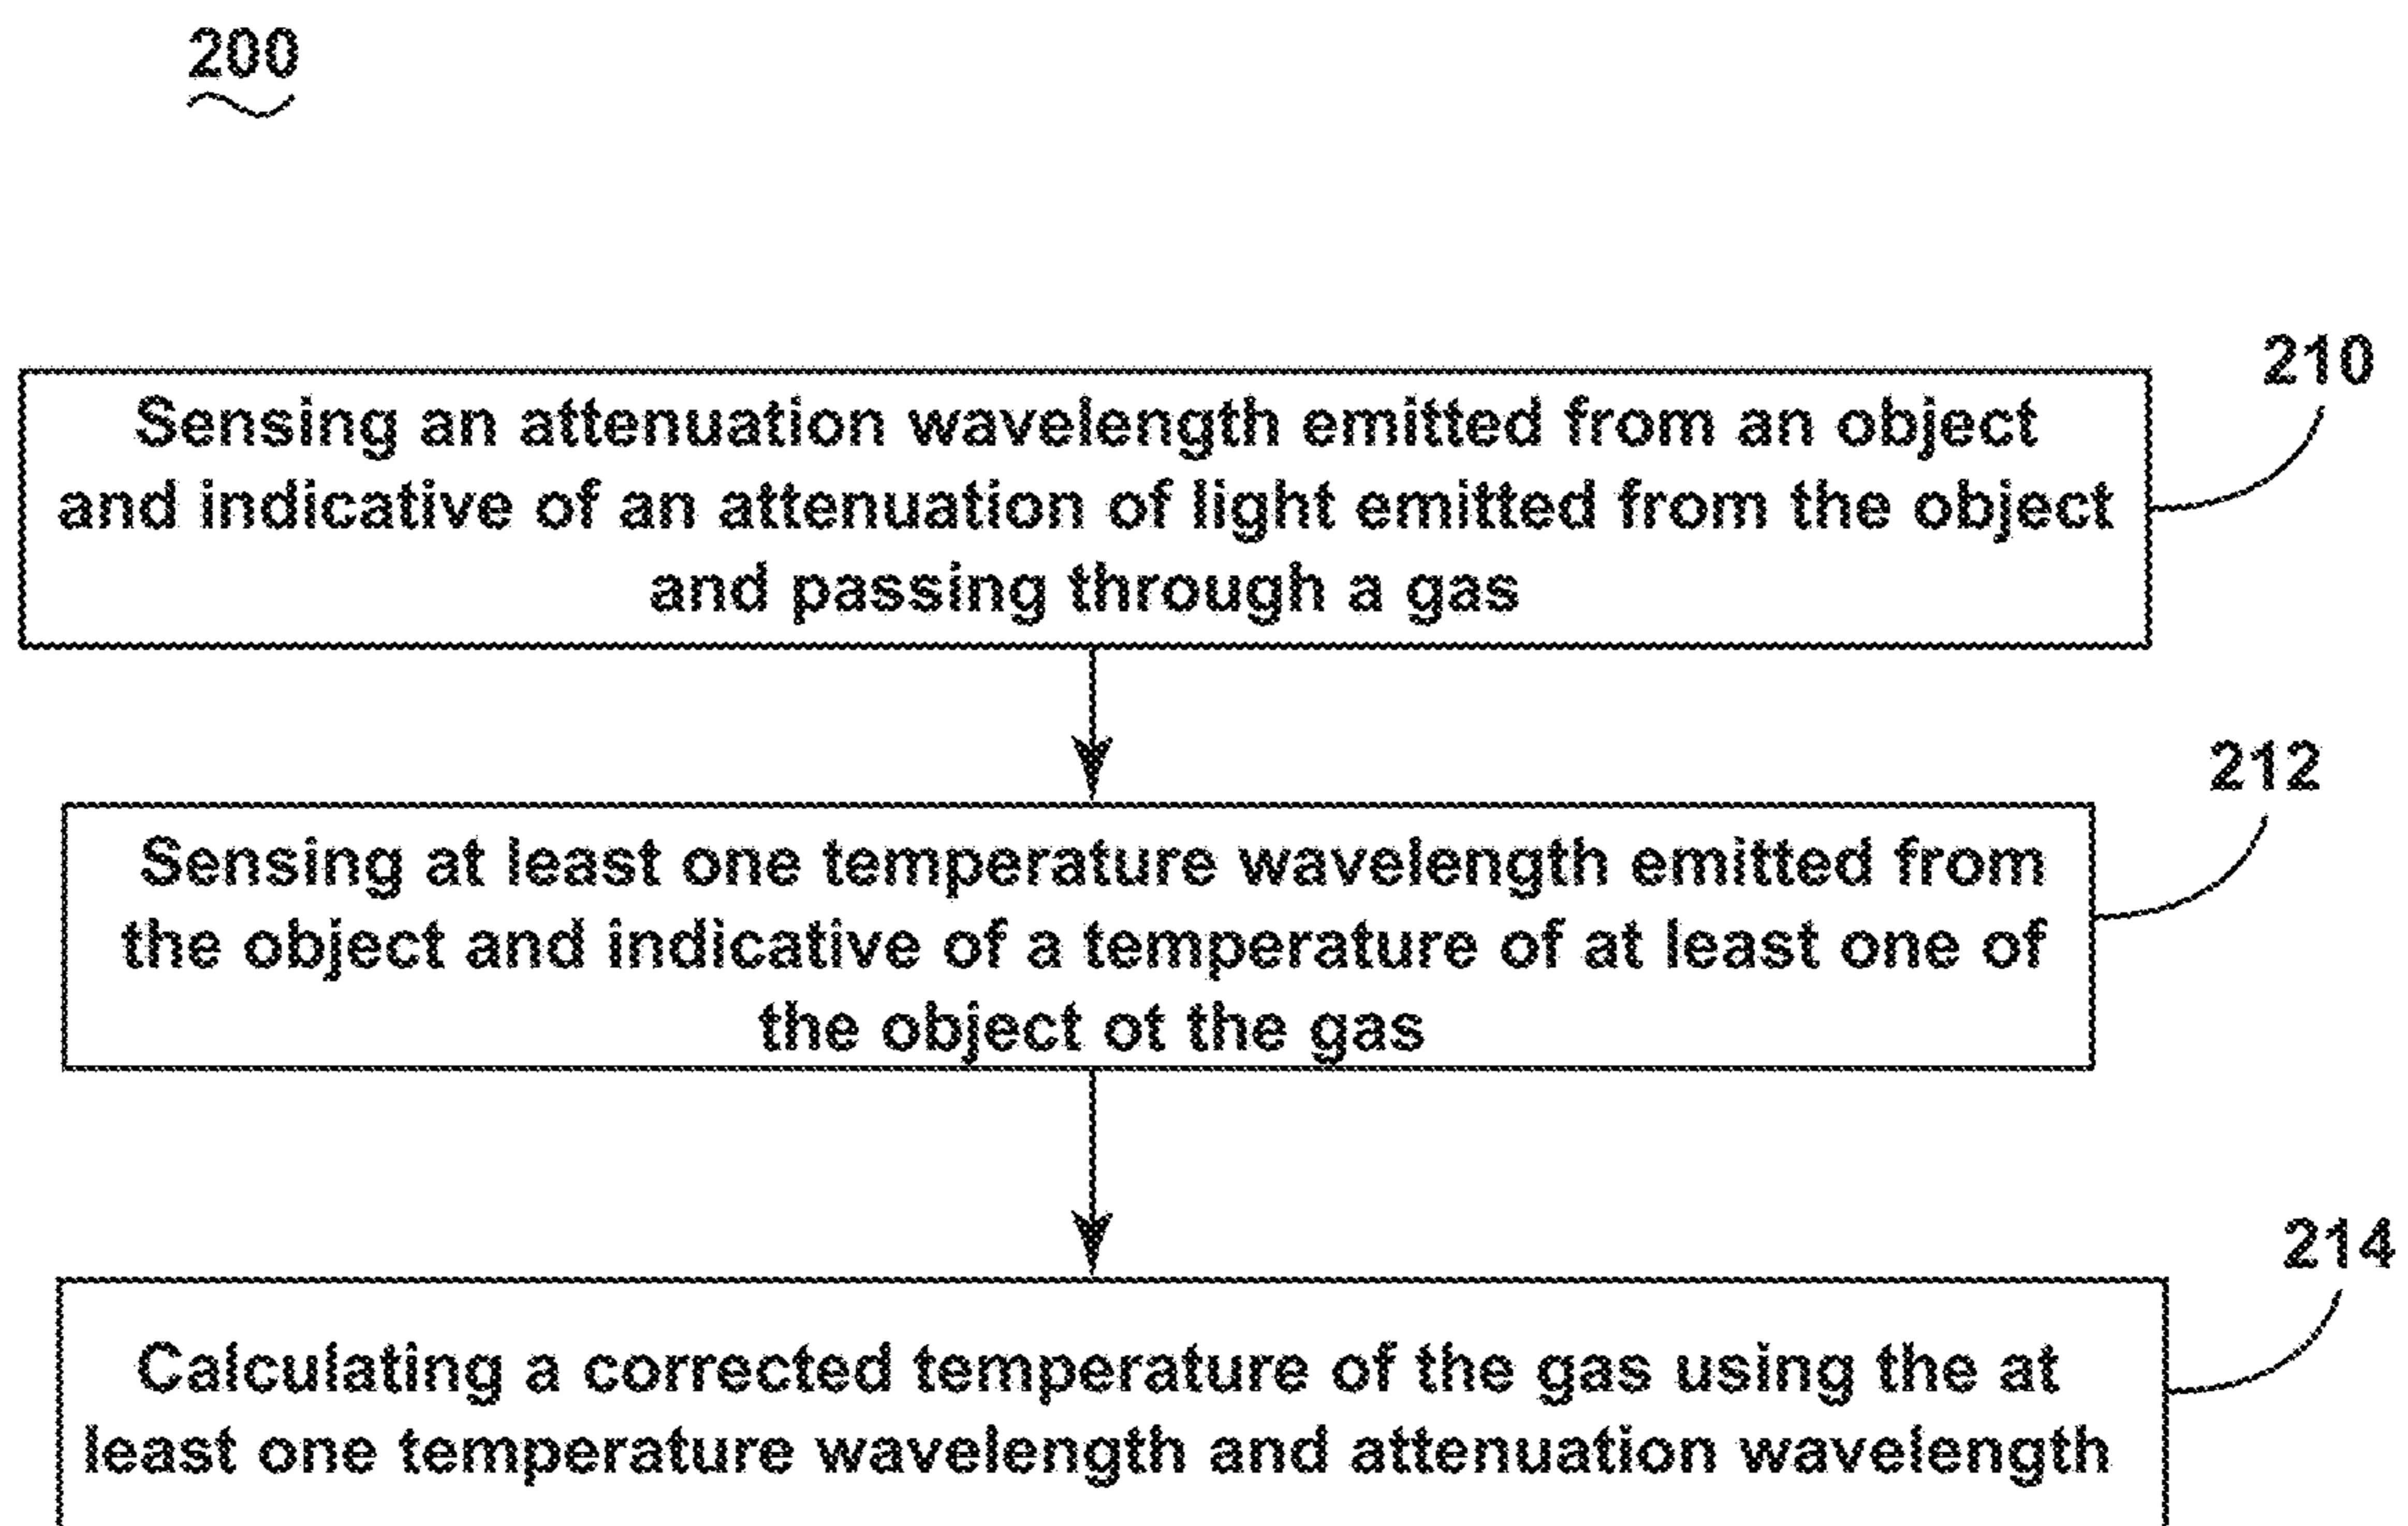 200
210
Sensing an attenuation wavelength emitted from an object
and indicative of an attenuation of light emitted from the object
and passing through a gas
212
Sensing at least one temperature wavelength emitted from
the object and indicative of a temperature of at least one of
the object ot the gas
214
Calculating a corrected temperature of the gas using the at
least one temperature wavelength and attenuation wavelength